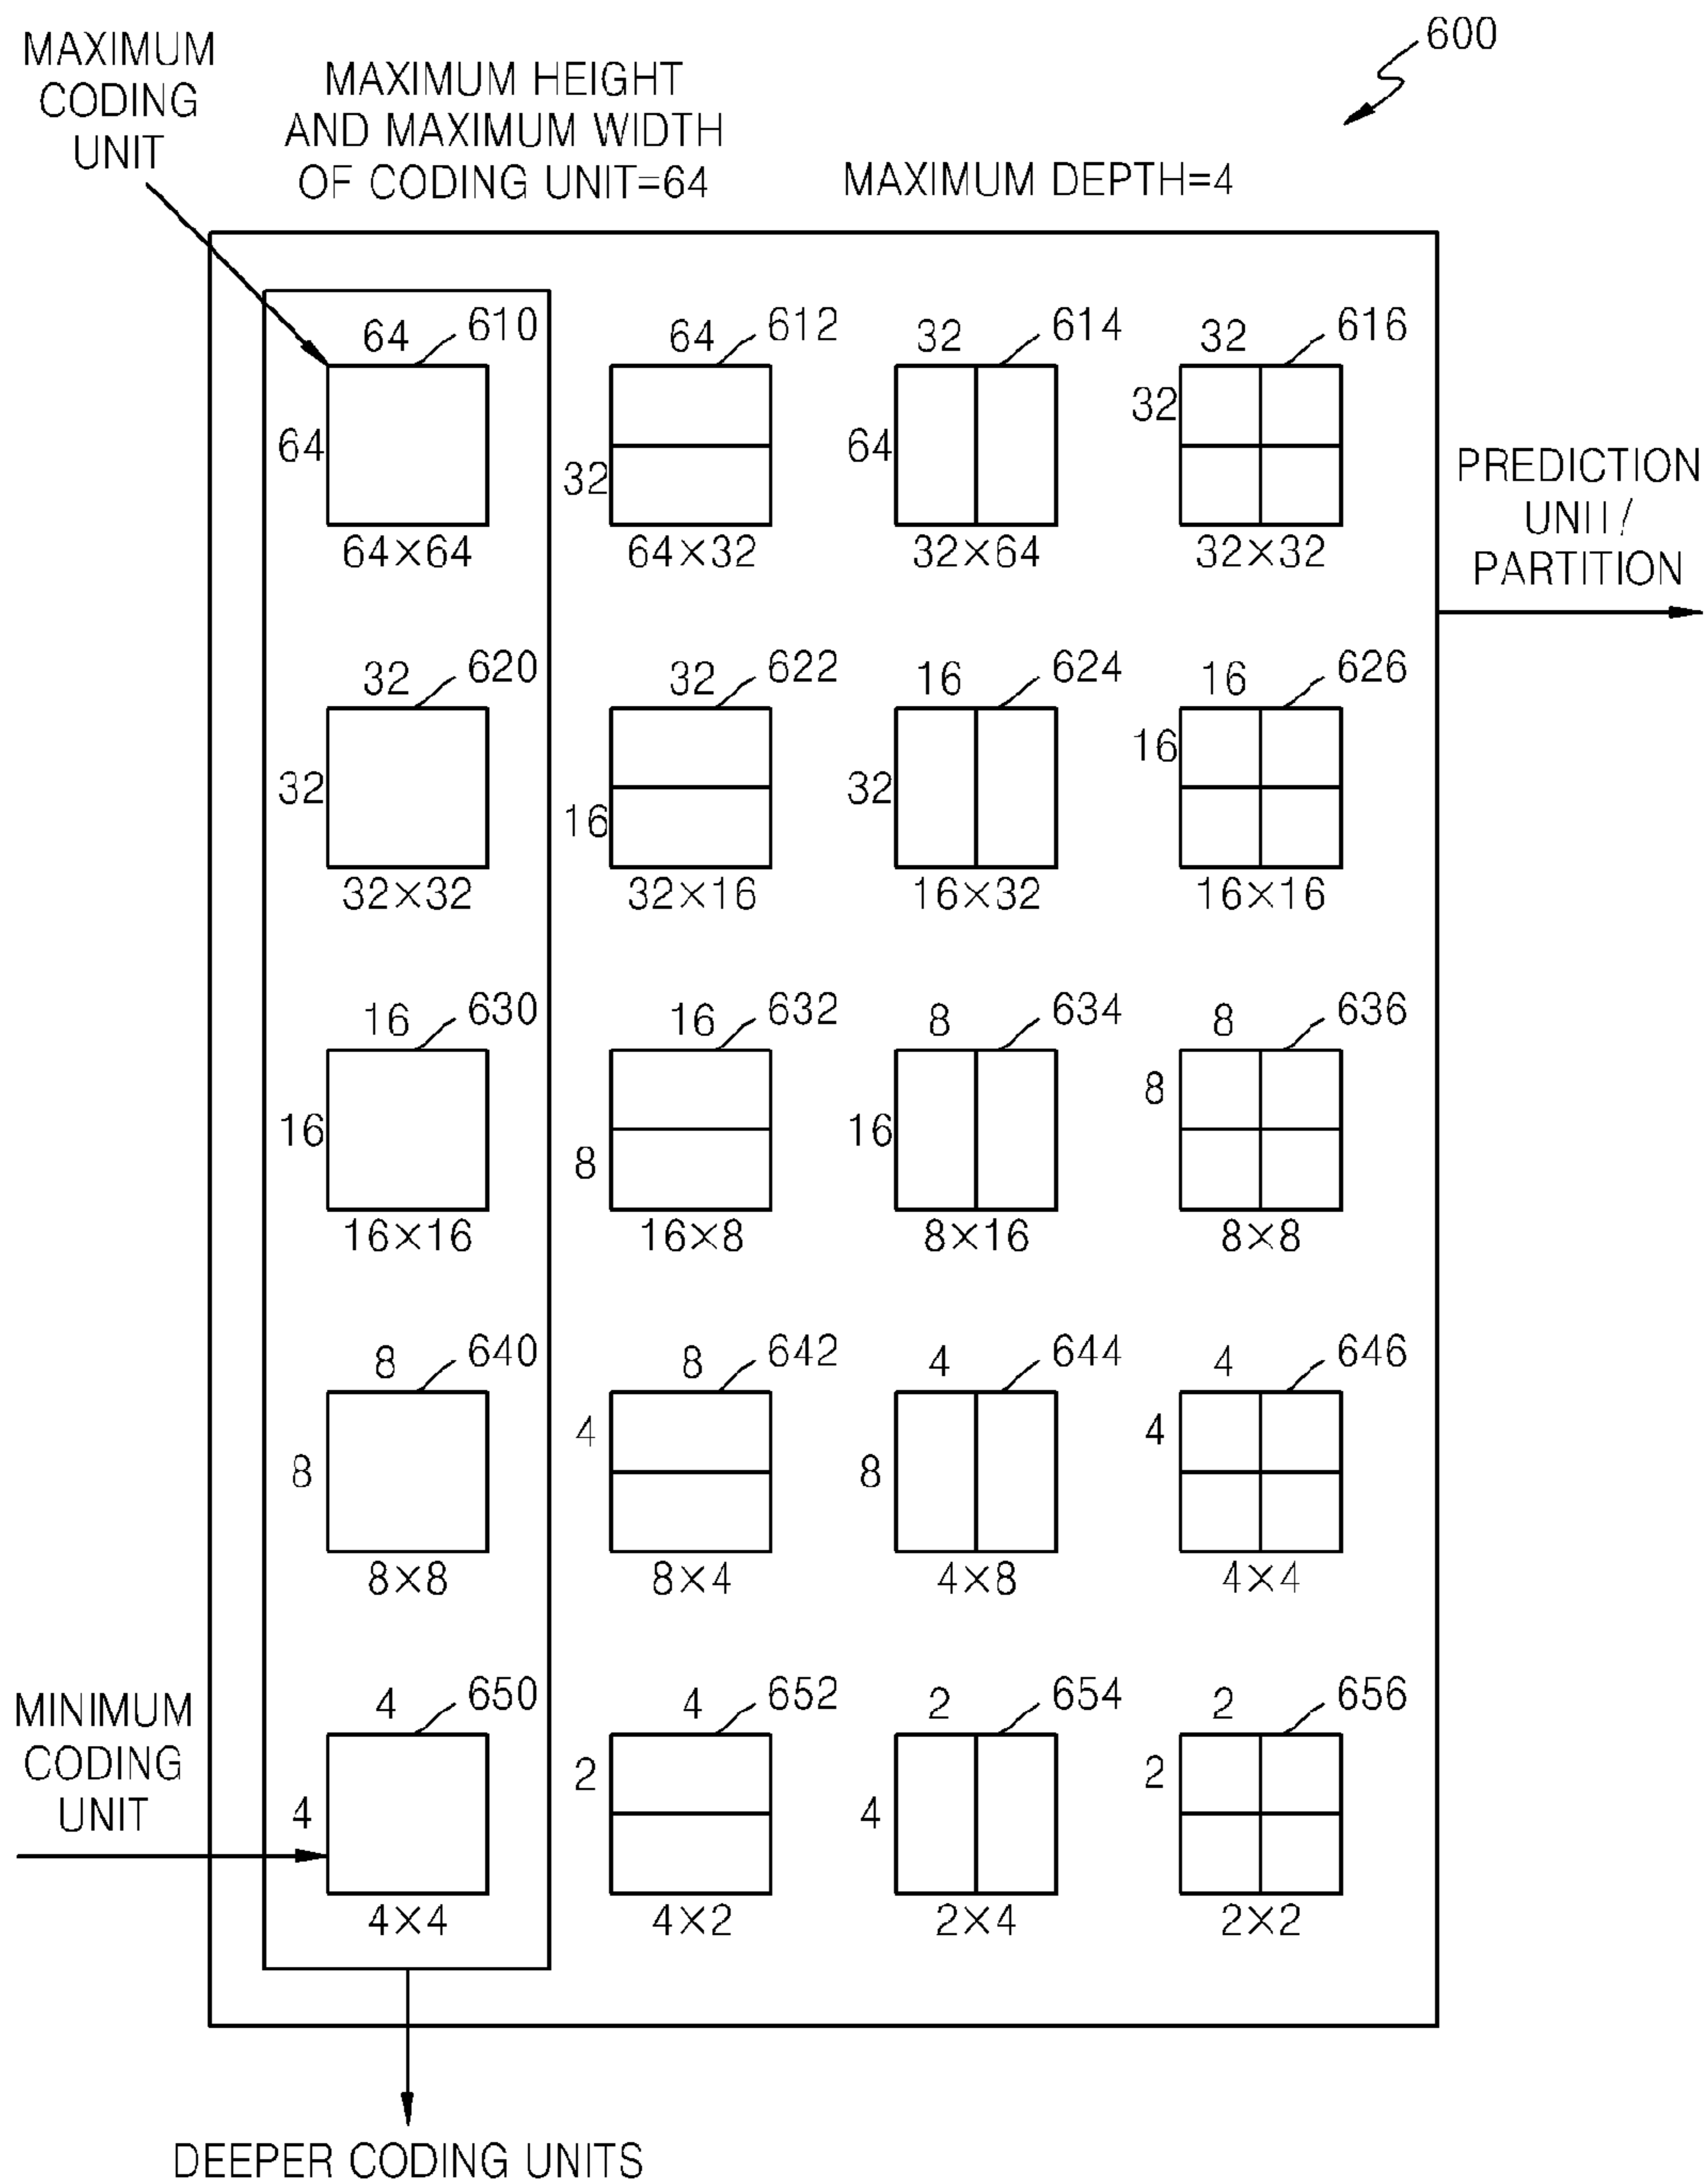 600
MAXIMUM
CODING
UNIT
MAXIMUM HEIGHT
AND MAXIMUM WIDTH
OF CODING UNIT=64
MAXIMUM DEPTH=4
64 610 64 612 32 614 32 616
64 32 64 32
64×64 64×32 32×64 32×32
PREDICTION
UNIT/
PARTITION
32 620 32 622 16 624 16 626
32 16 32 16
32×32 32×16 16×32 16×16
16 630 16 632 8 634 8 636
16 8 16 8
16×16 16×8 8×16 8×8
8 640 8 642 4 644 4 646
8 4 8 4
8×8 8×4 4×8 4×4
MINIMUM
CODING
UNIT
4 650 4 652 2 654 2 656
4 2 4 2
4×4 4×2 2×4 2×2
DEEPER CODING UNITS